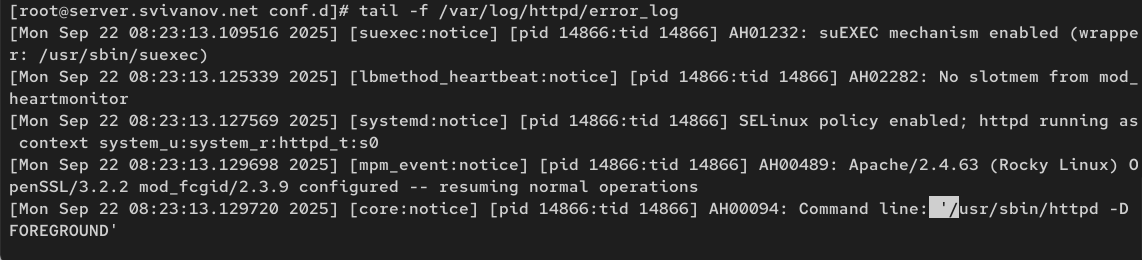 [root@server.svivanov.net conf.d]# tail -f /var/log/httpd/error_log
[Mon Sep 22 08:23:13.109516 2025] [suexec:notice] [pid 14866:tid 14866] AH01232: suEXEC mechanism enabled (wrappe
r: /usr/sbin/suexec)
[Mon Sep 22 08:23:13.125339 2025] [lbmethod_heartbeat:notice] [pid 14866:tid 14866] AH02282: No slotmem from mod_
heartmonitor
[Mon Sep 22 08:23:13.127569 2025] [systemd:notice] [pid 14866:tid 14866] SELinux policy enabled; httpd running as
 context system_u:system_r:httpd_t:s0
[Mon Sep 22 08:23:13.129698 2025] [mpm_event:notice] [pid 14866:tid 14866] AH00489: Apache/2.4.63 (Rocky Linux) O
penSSL/3.2.2 mod_fcgid/2.3.9 configured -- resuming normal operations
[Mon Sep 22 08:23:13.129720 2025] [core:notice] [pid 14866:tid 14866] AH00094: Command line: '/usr/sbin/httpd -D
FOREGROUND'